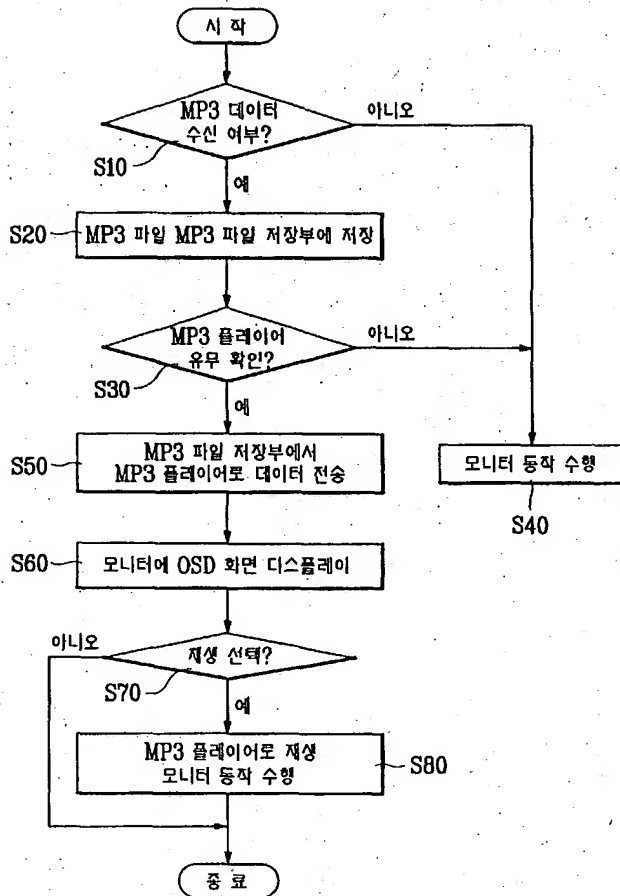 시 작
MP3 데이터
수신 여부?
아니오
S10
예
S20
MP3 파일 MP3 파일 저장부에 저장
MP3 플레이어
유무 확인?
아니오
S30
예
S50
MP3 파일 저장부에서
MP3 플레이어로 데이터 전송
모니터 동작 수행
S40
S60
모니터에 OSD 화면 디스플레이
아니오
재생 선택?
S70
예
MP3 플레이어로 재생
모니터 동작 수행
S80
종 료